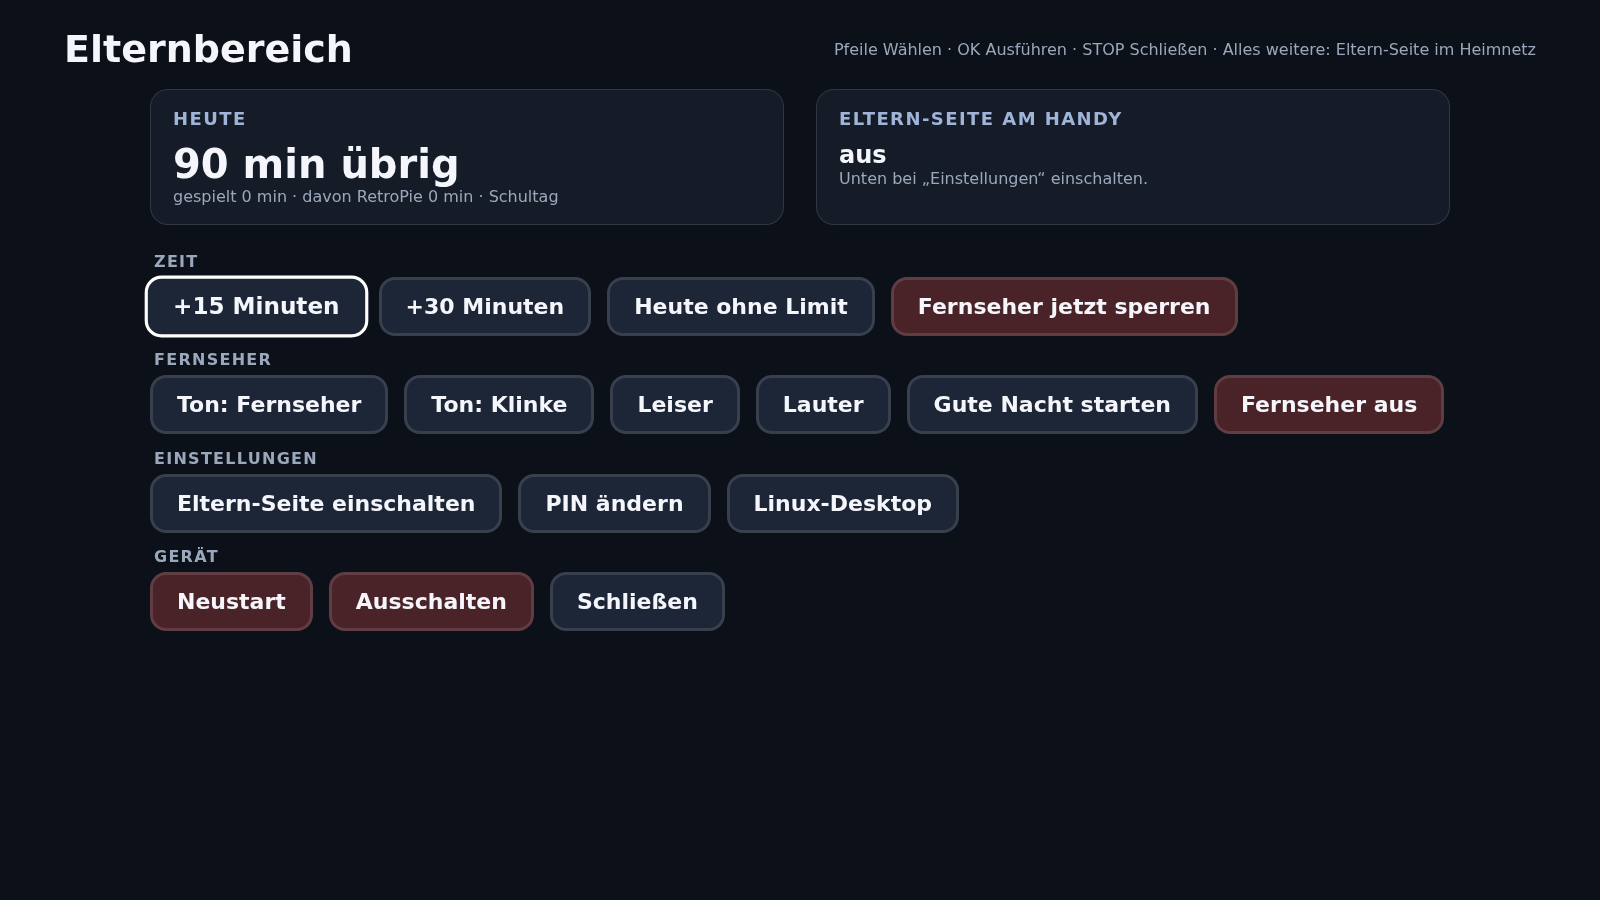 Elternbereich
Pfeile Wählen · OK Ausführen · STOP Schließen · Alles weitere: Eltern-Seite im Heimnetz
HEUTE
90 min übrig
gespielt 0 min · davon RetroPie 0 min · Schultag
ELTERN-SEITE AM HANDY
aus
Unten bei „Einstellungen“ einschalten.
ZEIT
+15 Minuten
+30 Minuten
Heute ohne Limit
Fernseher jetzt sperren
FERNSEHER
Ton: Fernseher
Ton: Klinke
Leiser
Lauter
Gute Nacht starten
Fernseher aus
EINSTELLUNGEN
Eltern-Seite einschalten
PIN ändern
Linux-Desktop
GERÄT
Neustart
Ausschalten
Schließen